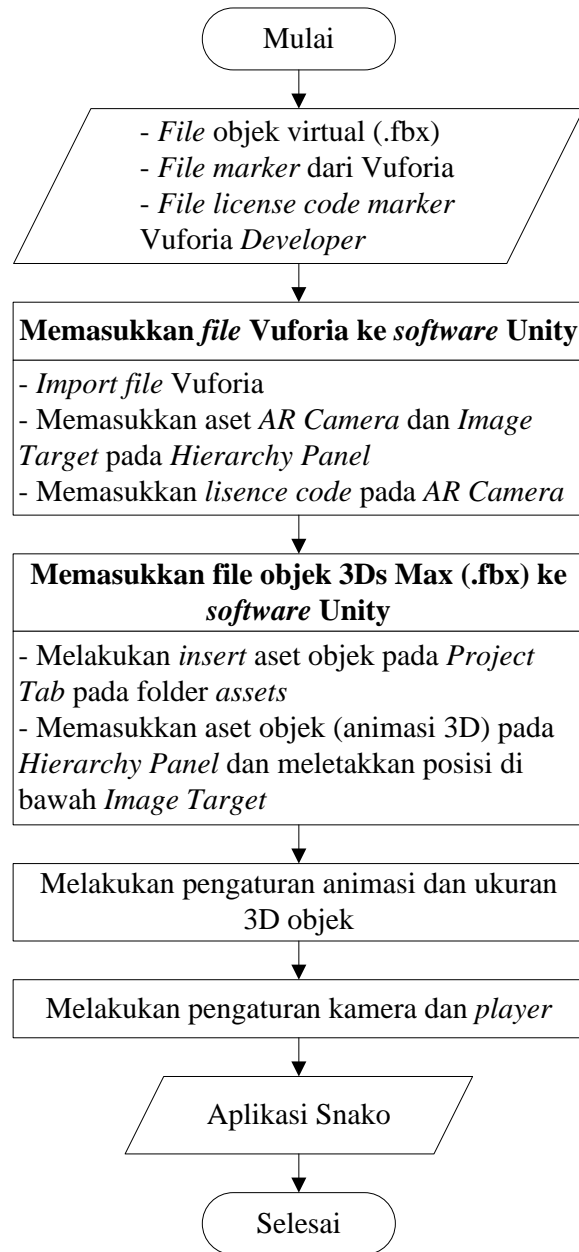 Mulai
- File objek virtual (.fbx)
- File marker dari Vuforia
- File license code marker
Vuforia Developer
Memasukkan file Vuforia ke software Unity
- Import file Vuforia
- Memasukkan aset AR Camera dan Image
Target pada Hierarchy Panel
- Memasukkan lisence code pada AR Camera
Memasukkan file objek 3Ds Max (.fbx) ke
software Unity
- Melakukan insert aset objek pada Project
Tab pada folder assets
- Memasukkan aset objek (animasi 3D) pada
Hierarchy Panel dan meletakkan posisi di
bawah Image Target
Melakukan pengaturan animasi dan ukuran
3D objek
Melakukan pengaturan kamera dan player
Aplikasi Snako
Selesai